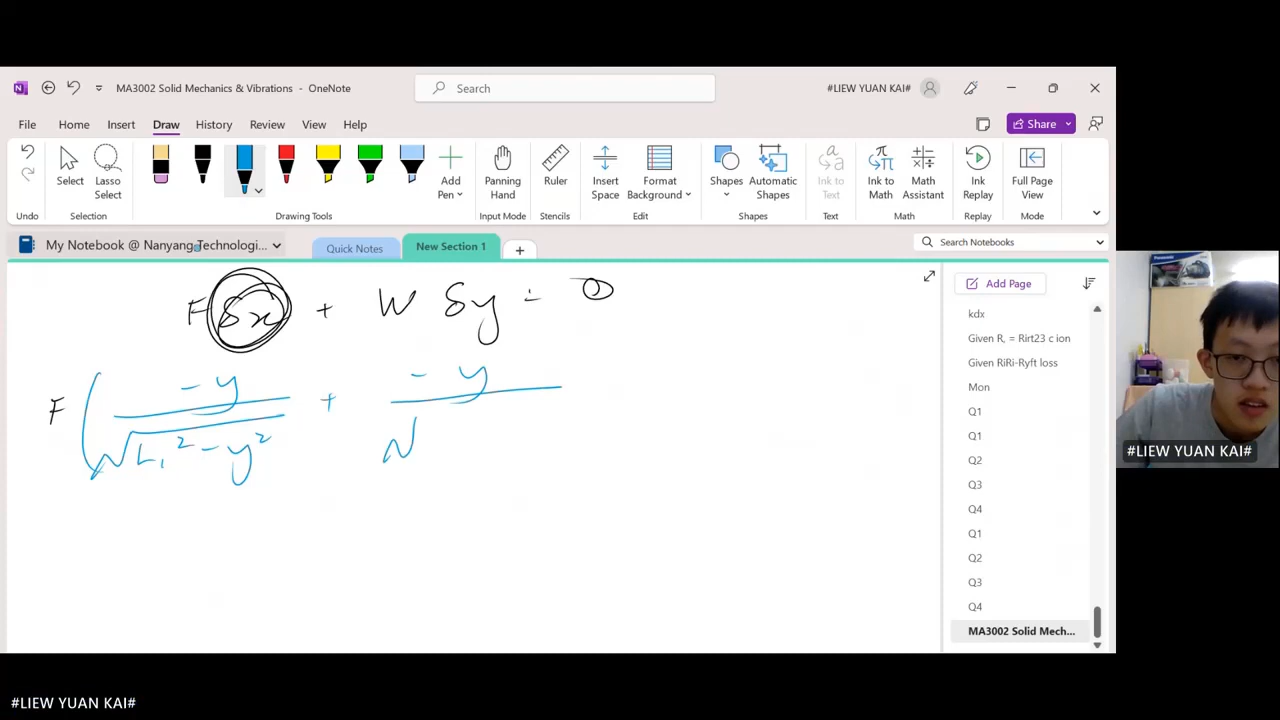 MA3002 Solid Mechanics & Vibrations - OneNote
Search
#LIEW YUAN KAI#
File Home Insert Draw History Review View Help
Share
Undo
Select
Lasso Select
Selection
Add Pen
Drawing Tools
Panning Hand
Input Mode
Ruler
Stencils
Insert Space
Format Background
Edit
Shapes
Automatic Shapes
Shapes
Ink to Text
Text
Ink to Math
Math Assistant
Math
Ink Replay
Replay
Full Page View
Mode
My Notebook @ Nanyang Technologi...
Quick Notes
New Section 1
Search Notebooks
Fδx + W δy = 0
F ( -y / √L₁² - y² + -y / √
Add Page
kdx
Given R, = Rirt23 c ion
Given RiRi-Ryft loss
Mon
Q1
Q1
Q2
Q3
Q4
Q1
Q2
Q3
Q4
MA3002 Solid Mech...
#LIEW YUAN KAI#
#LIEW YUAN KAI#